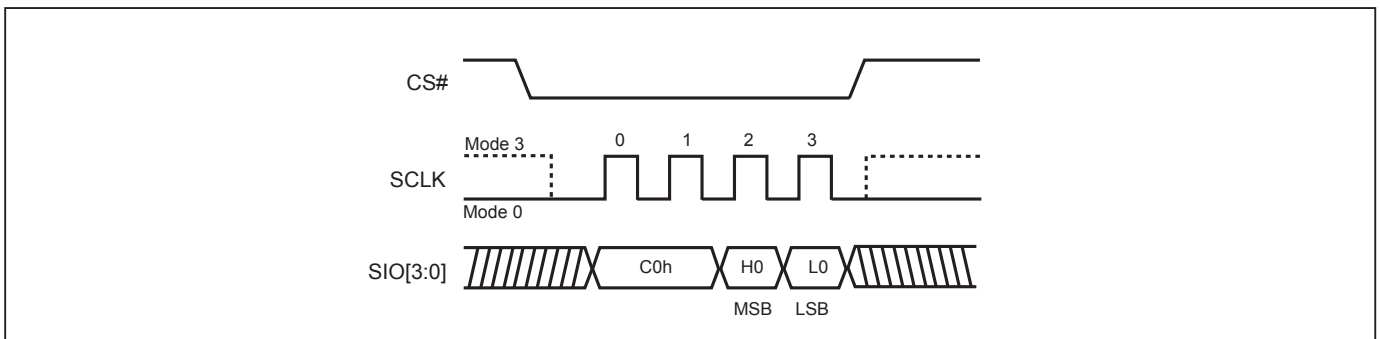 CS#
Mode 3 0 1 2 3
SCLK
Mode 0
SIO[3:0] C0h H0 L0
MSB LSB